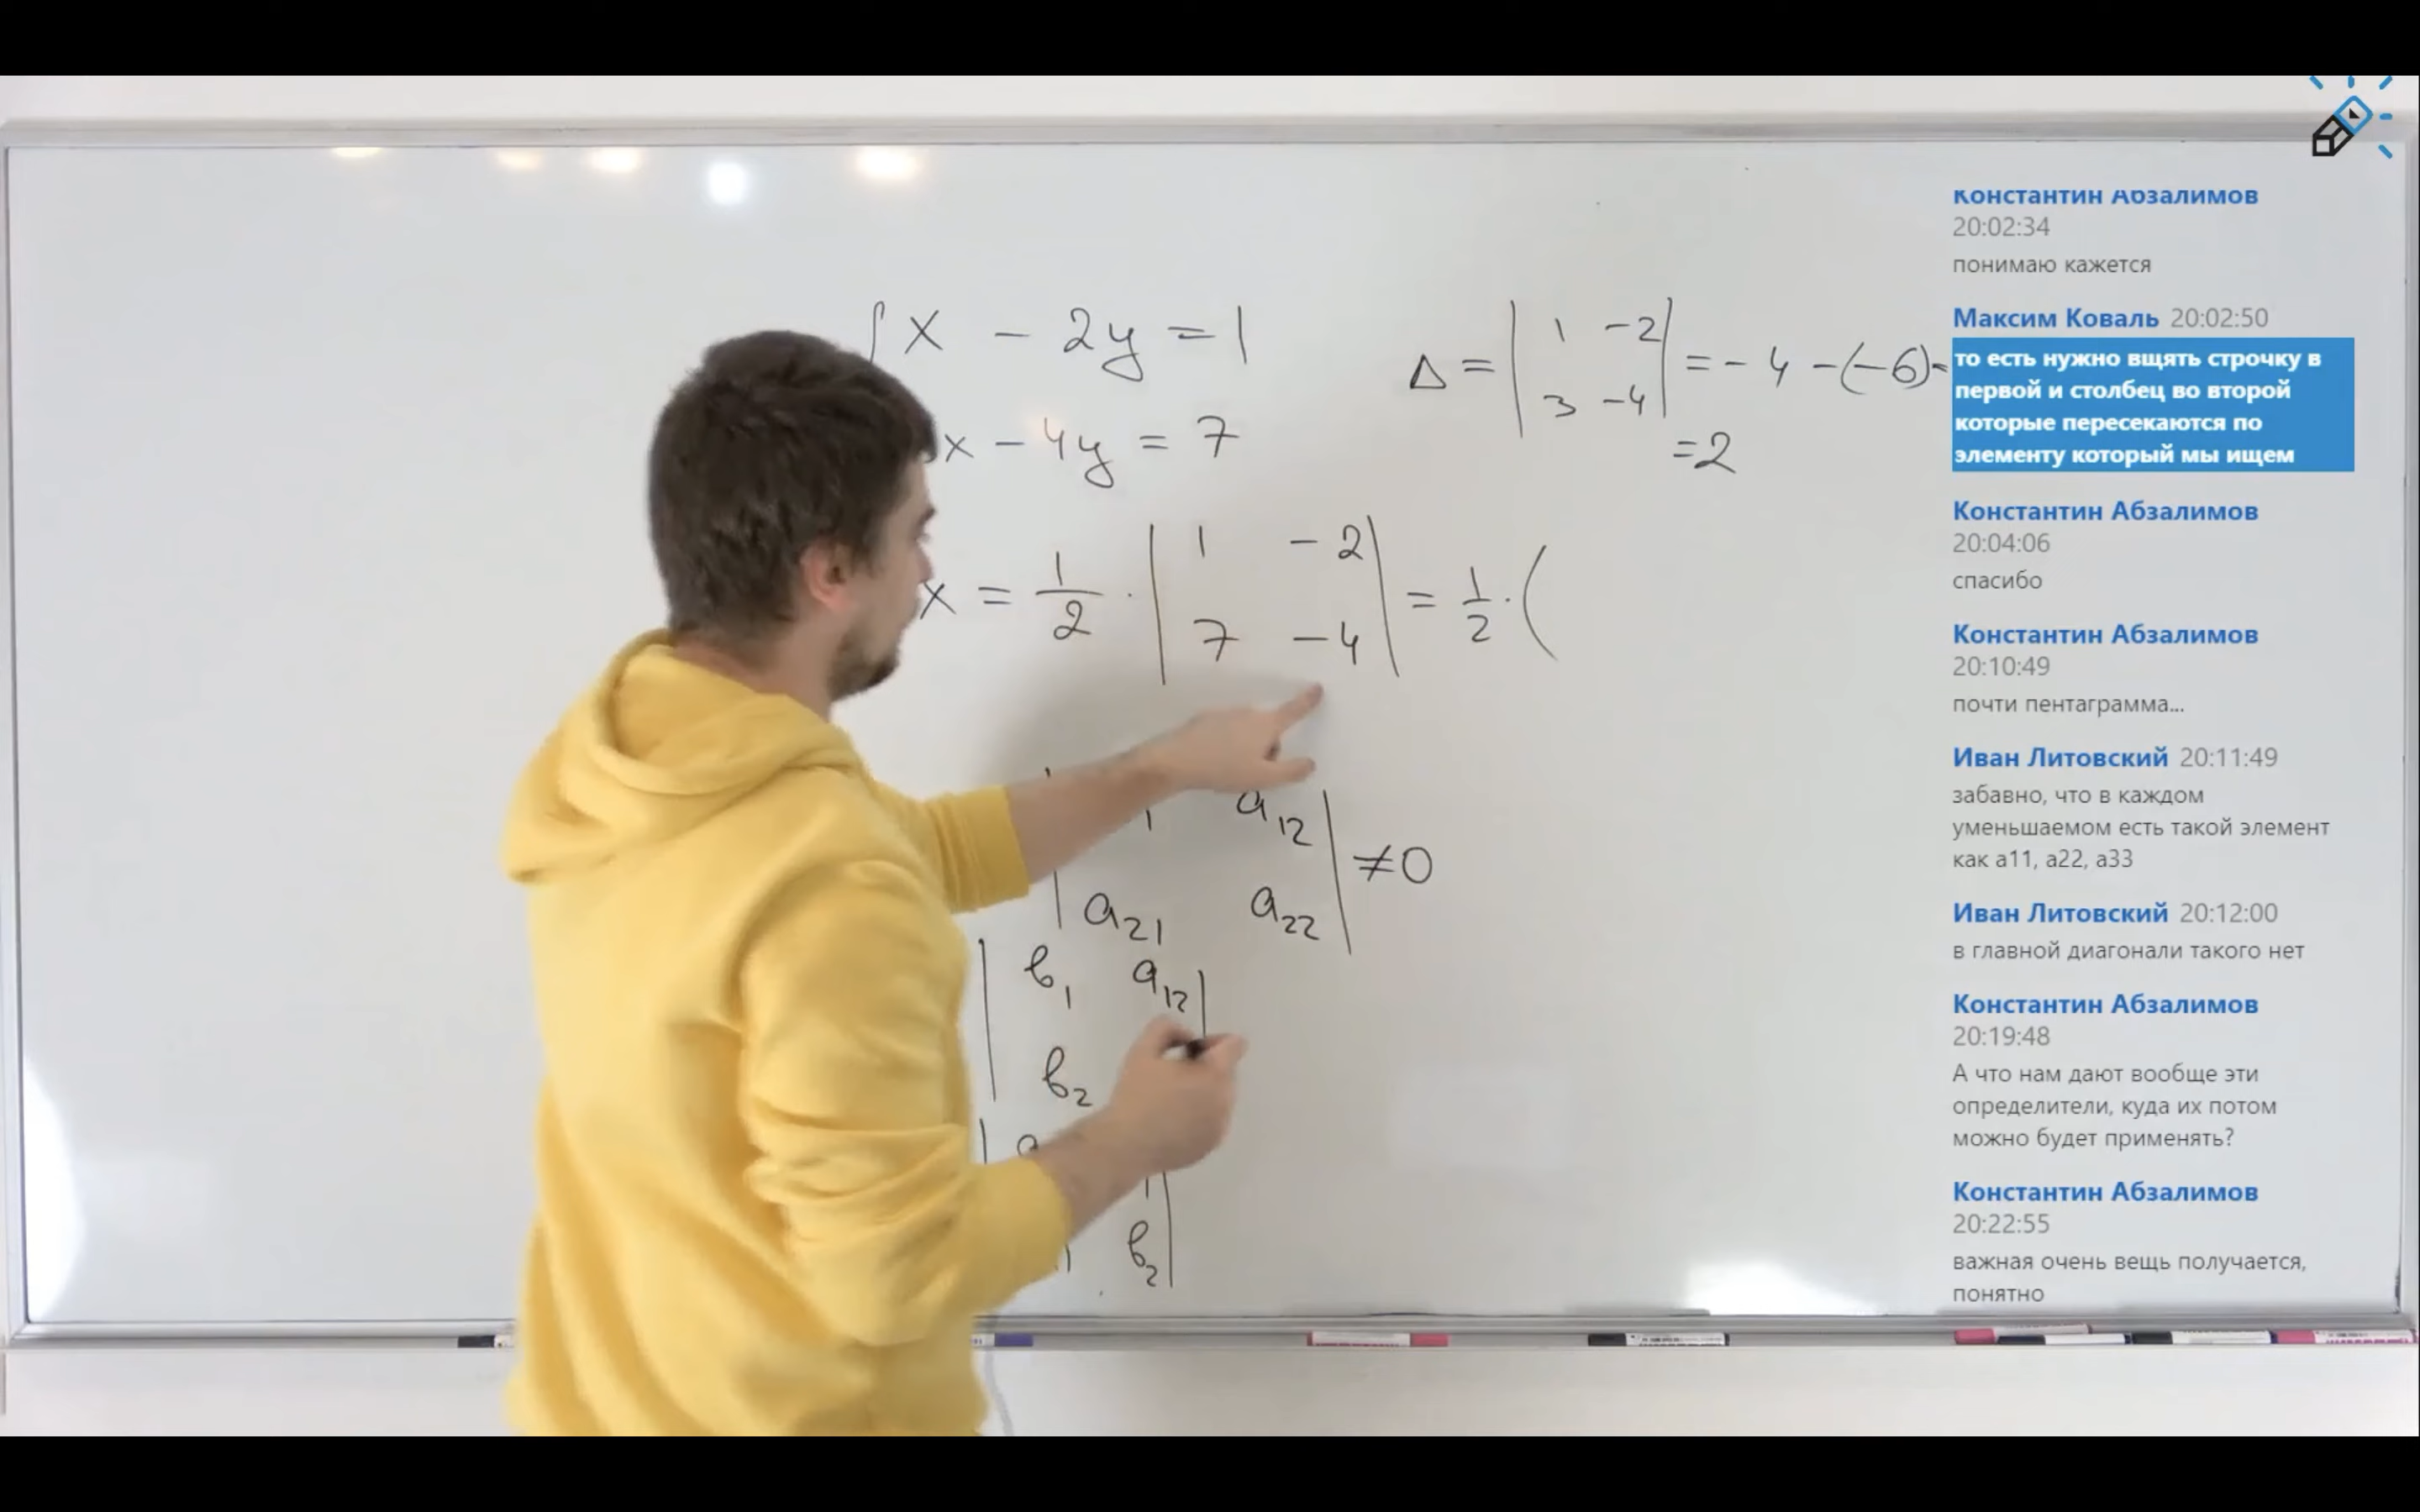 x - 2y = 1
x - 4y = 7
Δ = | 1 -2 | = -4 -(-6) =
| 3 -4 |
= 2
x = 1/2 · | 1 -2 | = 1/2 · (
| 7 -4 |
a12 | ≠ 0
a21 a22
b1 a12
b2
b2
Константин Абзалимов
20:02:34
понимаю кажется
Максим Коваль 20:02:50
то есть нужно вщять строчку в
первой и столбец во второй
которые пересекаются по
элементу который мы ищем
Константин Абзалимов
20:04:06
спасибо
Константин Абзалимов
20:10:49
почти пентаграмма...
Иван Литовский 20:11:49
забавно, что в каждом
уменьшаемом есть такой элемент
как а11, а22, а33
Иван Литовский 20:12:00
в главной диагонали такого нет
Константин Абзалимов
20:19:48
А что нам дают вообще эти
определители, куда их потом
можно будет применять?
Константин Абзалимов
20:22:55
важная очень вещь получается,
понятно